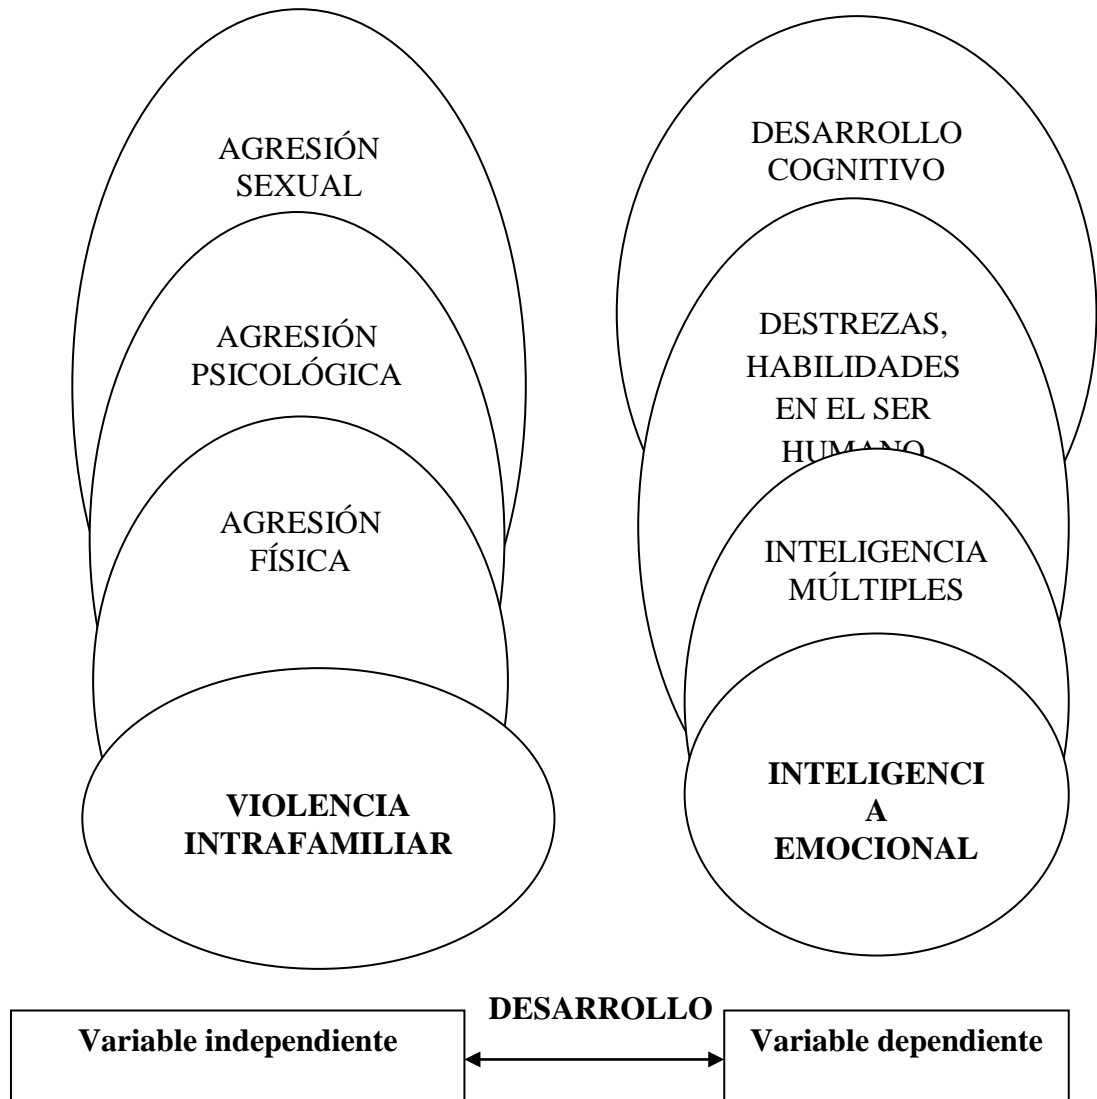 AGRESIÓN
SEXUAL
AGRESIÓN
PSICOLÓGICA
AGRESIÓN
FÍSICA
VIOLENCIA
INTRAFAMILIAR
DESARROLLO
COGNITIVO
DESTREZAS,
HABILIDADES
EN EL SER
HUMANO
INTELIGENCIA
MÚLTIPLES
INTELIGENCI
A
EMOCIONAL
DESARROLLO
Variable independiente
Variable dependiente